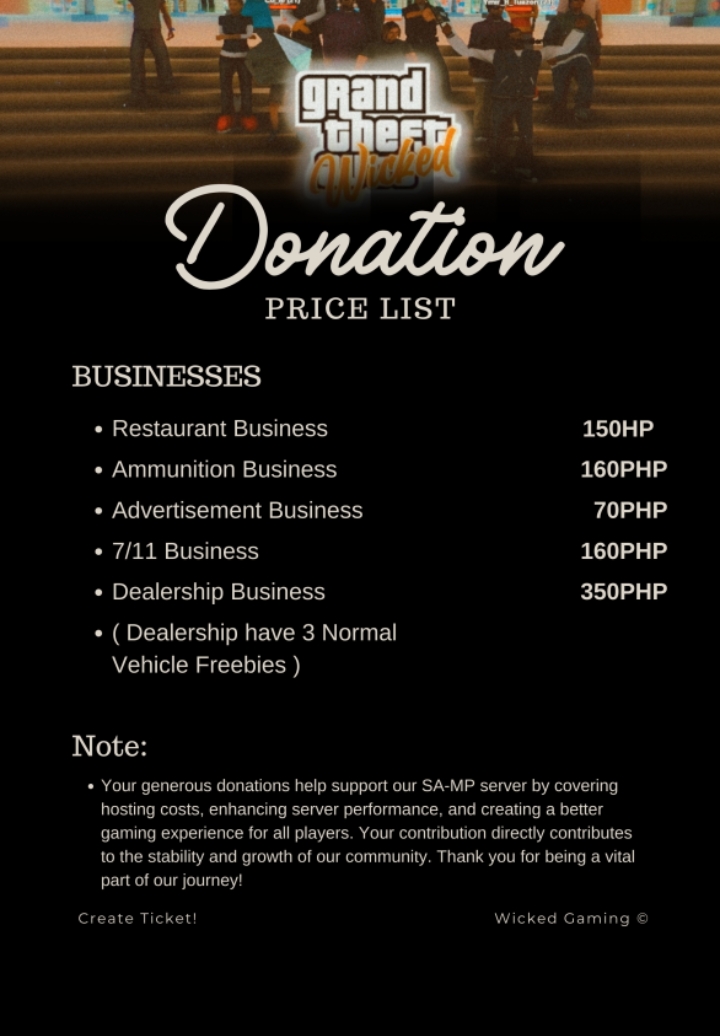 grand
theft
Wicked
Donation
PRICE LIST
BUSINESSES
• Restaurant Business 150HP
• Ammunition Business 160PHP
• Advertisement Business 70PHP
• 7/11 Business 160PHP
• Dealership Business 350PHP
• ( Dealership have 3 Normal
Vehicle Freebies )
Note:
• Your generous donations help support our SA-MP server by covering
hosting costs, enhancing server performance, and creating a better
gaming experience for all players. Your contribution directly contributes
to the stability and growth of our community. Thank you for being a vital
part of our journey!
Create Ticket! Wicked Gaming ©